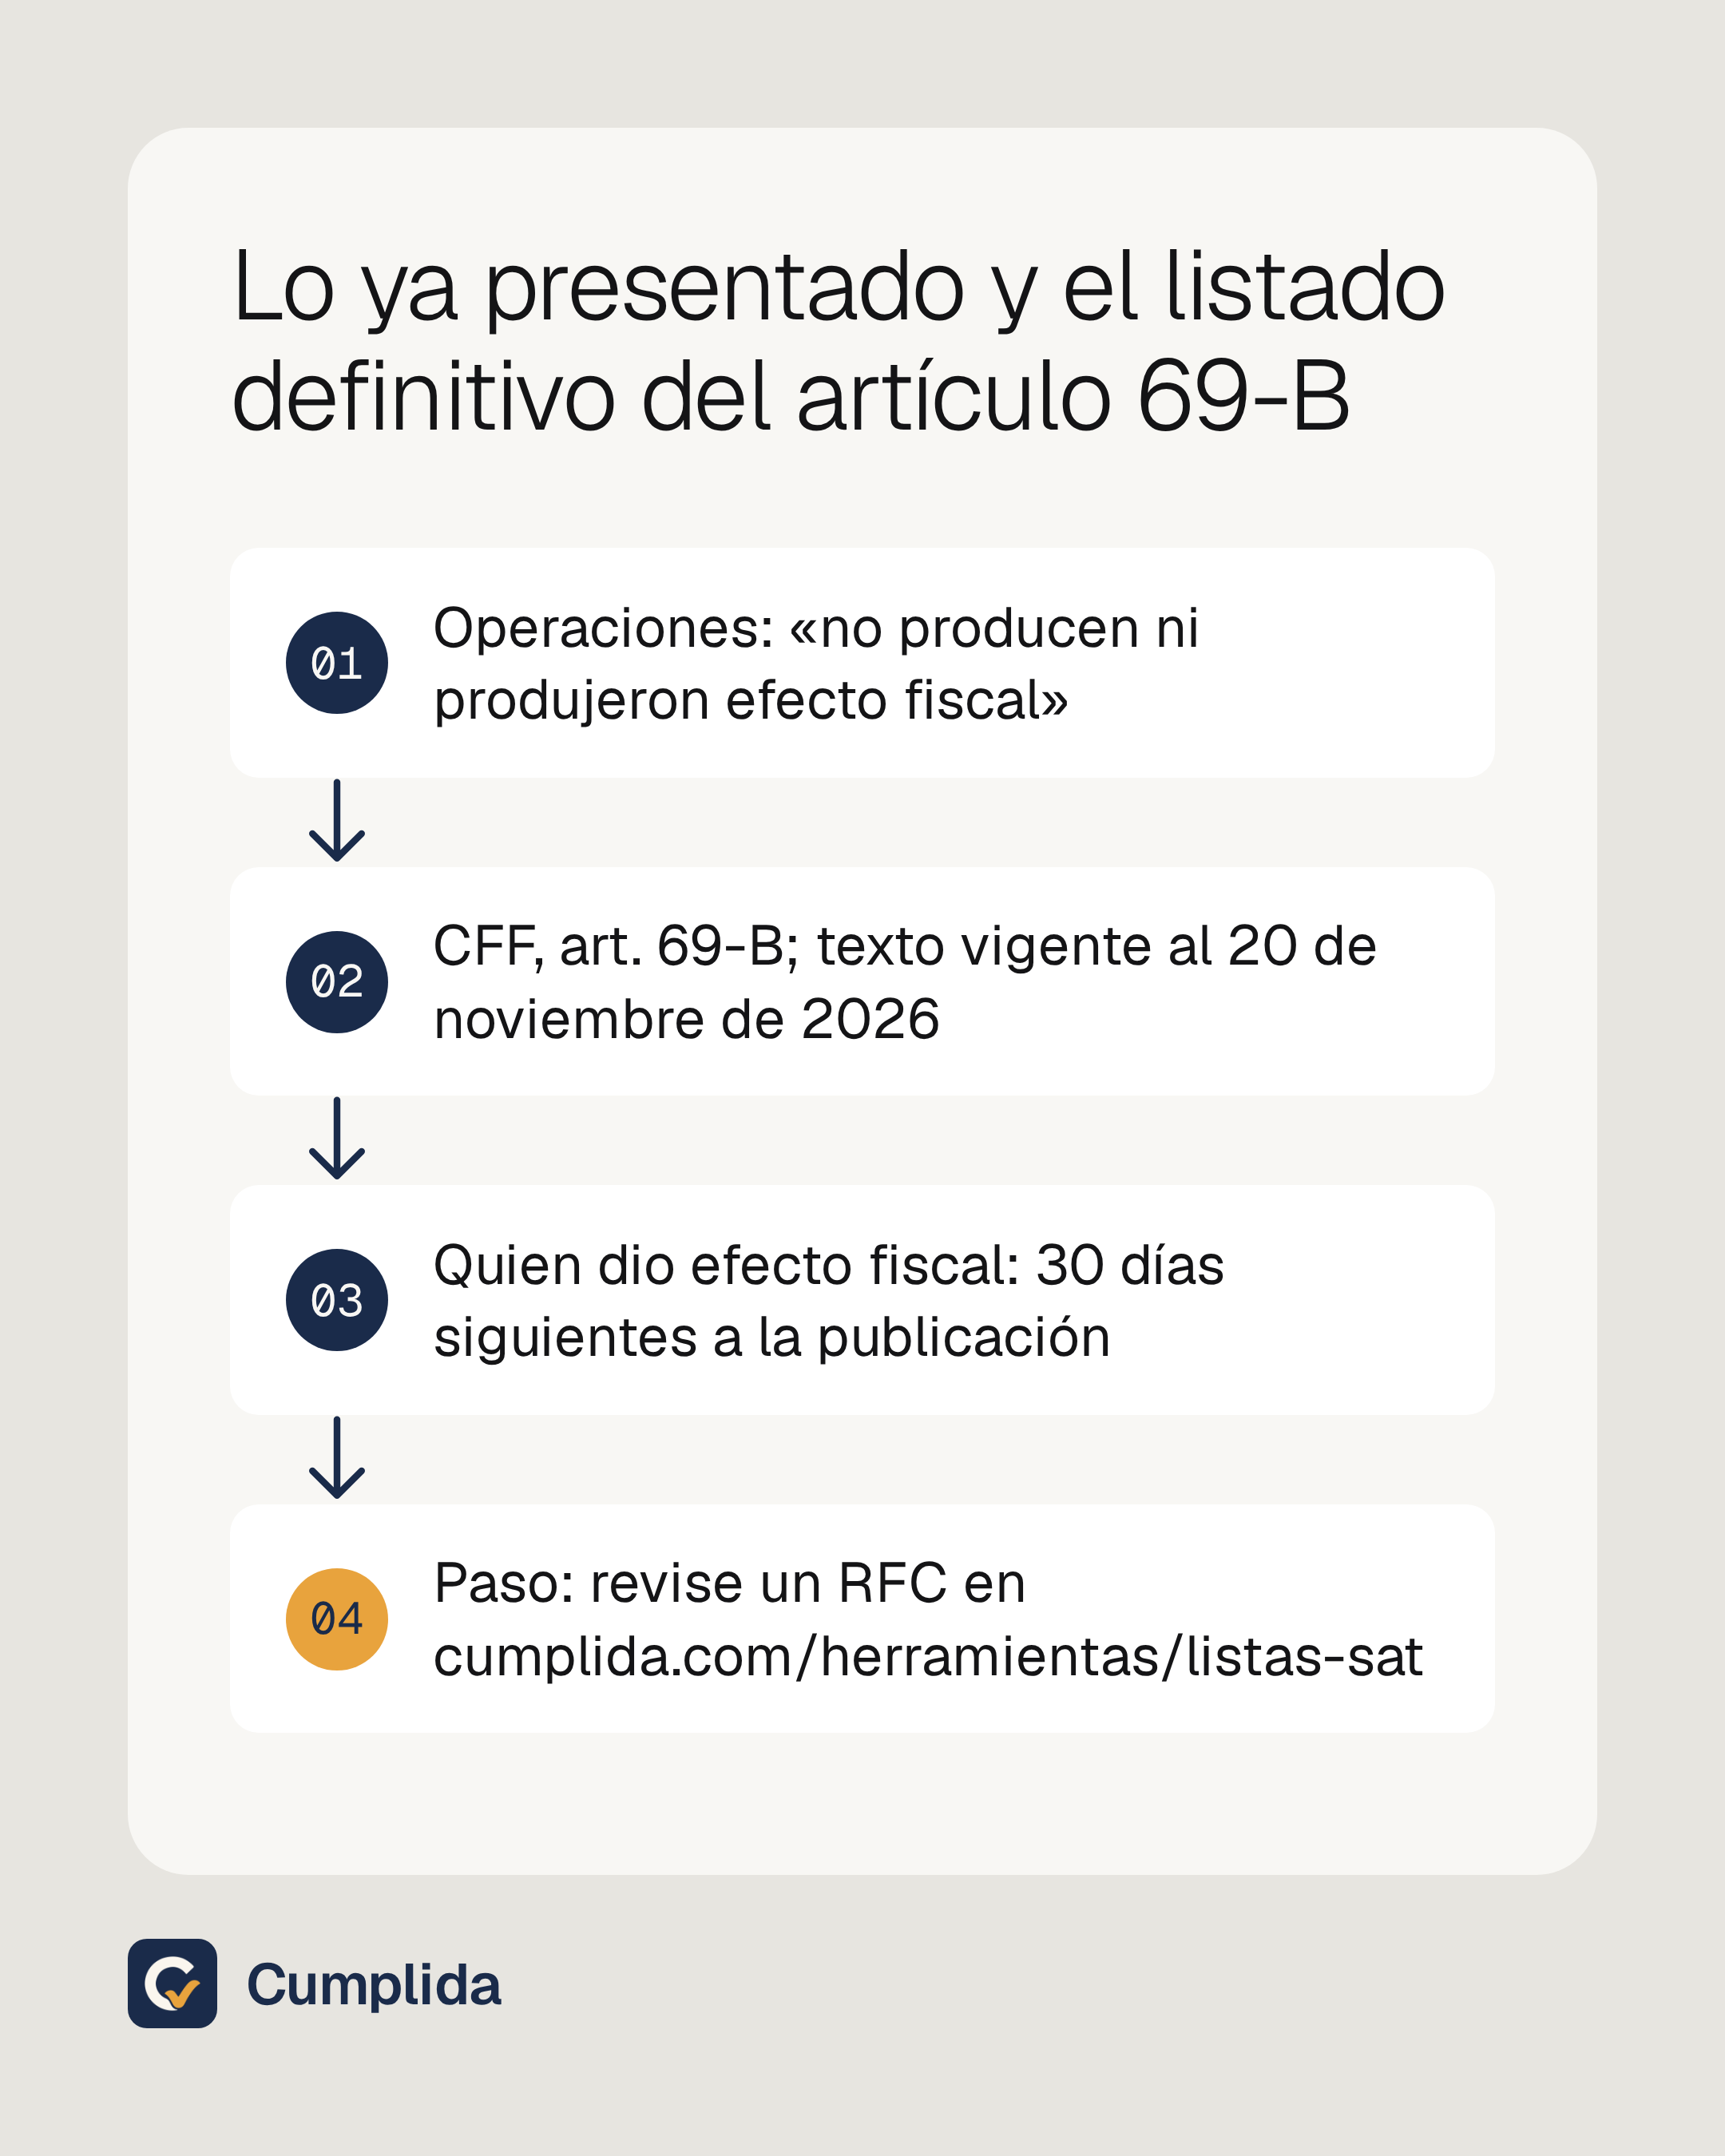 Lo ya presentado y el listado
definitivo del artículo 69-B
01
Operaciones: «no producen ni
produjeron efecto fiscal»
02
CFF, art. 69-B; texto vigente al 20 de
noviembre de 2026
03
Quien dio efecto fiscal: 30 días
siguientes a la publicación
04
Paso: revise un RFC en
cumplida.com/herramientas/listas-sat
Cumplida